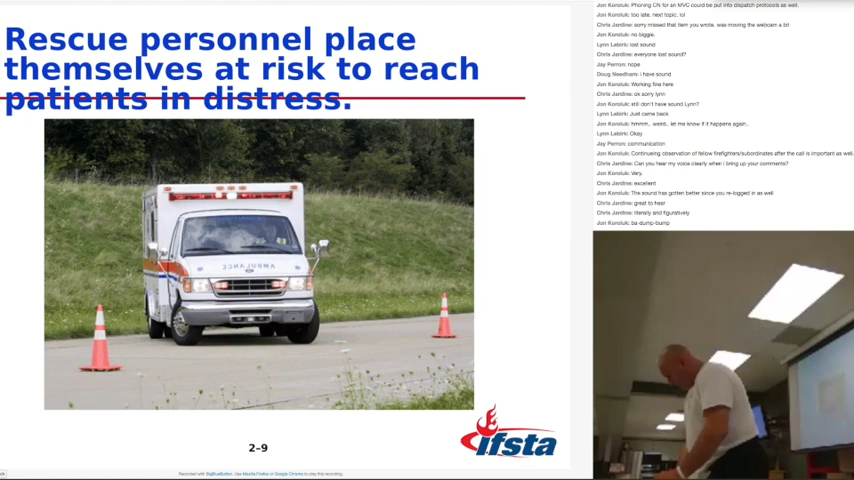 Rescue personnel place
themselves at risk to reach
patients in distress.
AMBULANCE
2–9
ifsta
Recorded with BigBlueButton. Use Mozilla Firefox or Google Chrome to play this recording.
Jon Koroluk: Phoning CN for an MVC could be put into dispatch protocols as well.
Jon Koroluk: too late, next topic. lol
Chris Jardine: sorry missed that item you wrote, was moving the webcam a bit
Jon Koroluk: no biggie.
Lynn Lebirki: lost sound
Chris Jardine: everyone lost sound?
Jay Perron: nope
Doug Needham: i have sound
Jon Koroluk: Working fine here
Chris Jardine: ok sorry lynn
Jon Koroluk: still don't have sound Lynn?
Lynn Lebirki: Just came back
Jon Koroluk: hmmm.. weird.. let me know if it happens again..
Lynn Lebirki: Okay
Jay Perron: communication
Jon Koroluk: Continueing observation of fellow firefighters/subordinates after the call is important as well.
Chris Jardine: Can you hear my voice clearly when i bring up your comments?
Jon Koroluk: Very.
Chris Jardine: excellent
Jon Koroluk: The sound has gotten better since you re-logged in as well
Chris Jardine: great to hear
Chris Jardine: literally and figuratively
Jon Koroluk: ba-dump-bump